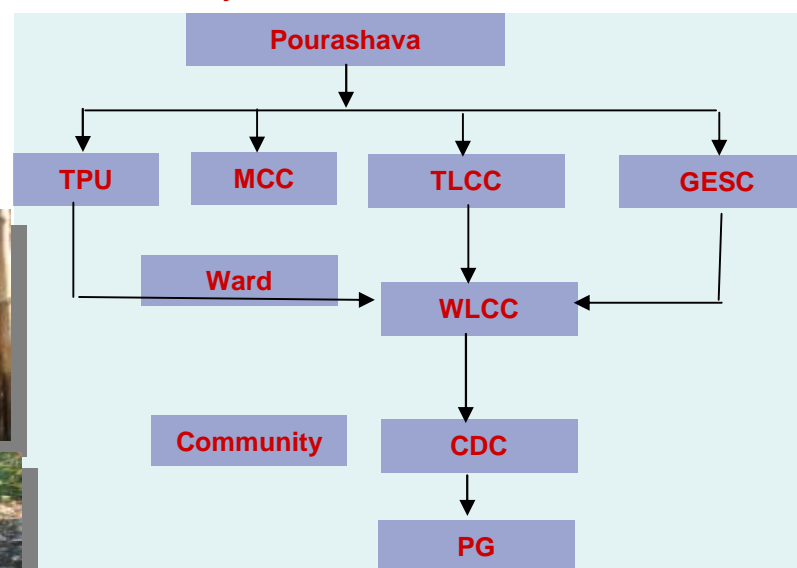 Pourashava
TPU
MCC
TLCC
GESC
Ward
WLCC
Community
CDC
PG